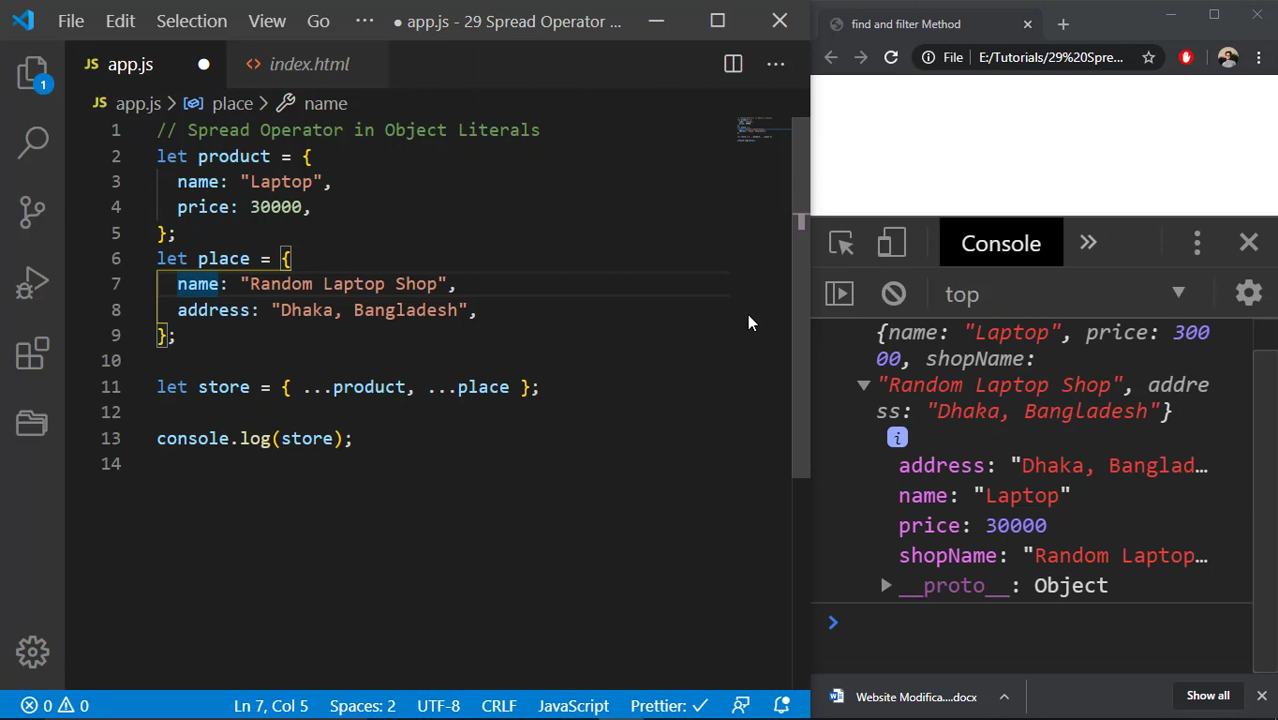 File Edit Selection View Go ··· ● app.js - 29 Spread Operator ...
JS app.js ●
<> index.html
JS app.js > place > name
1 // Spread Operator in Object Literals
2 let product = {
3 name: "Laptop",
4 price: 30000,
5 };
6 let place = {
7 name: "Random Laptop Shop",
8 address: "Dhaka, Bangladesh",
9 };
10
11 let store = { ...product, ...place };
12
13 console.log(store);
14
1
0 0 Ln 7, Col 5 Spaces: 2 UTF-8 CRLF JavaScript Prettier: ✓
find and filter Method
File E:/Tutorials/29%20Spre...
Console »
top
{name: "Laptop", price: 300
00, shopName:
"Random Laptop Shop", addre
ss: "Dhaka, Bangladesh"}
i
address: "Dhaka, Banglad…
name: "Laptop"
price: 30000
shopName: "Random Laptop…
__proto__: Object
>
Website Modifica....docx
Show all